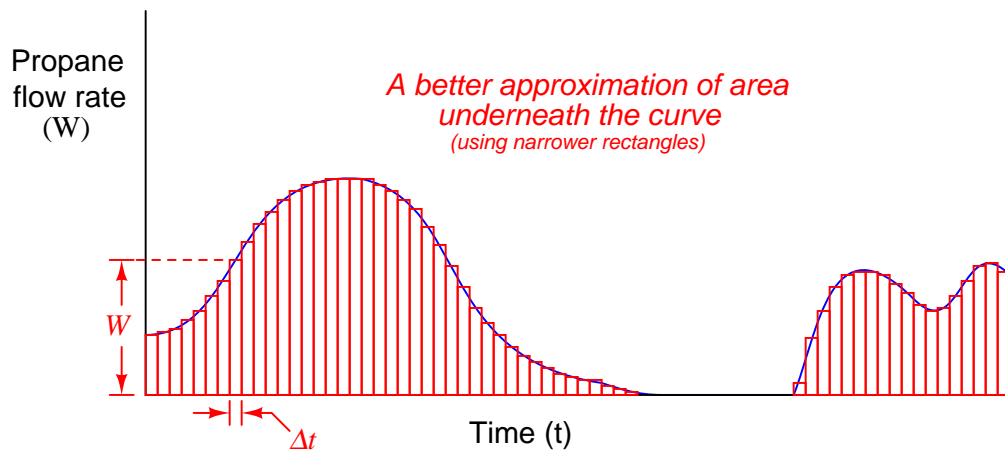 Propane
flow rate
(W)
A better approximation of area
underneath the curve
(using narrower rectangles)
W
Δt
Time (t)